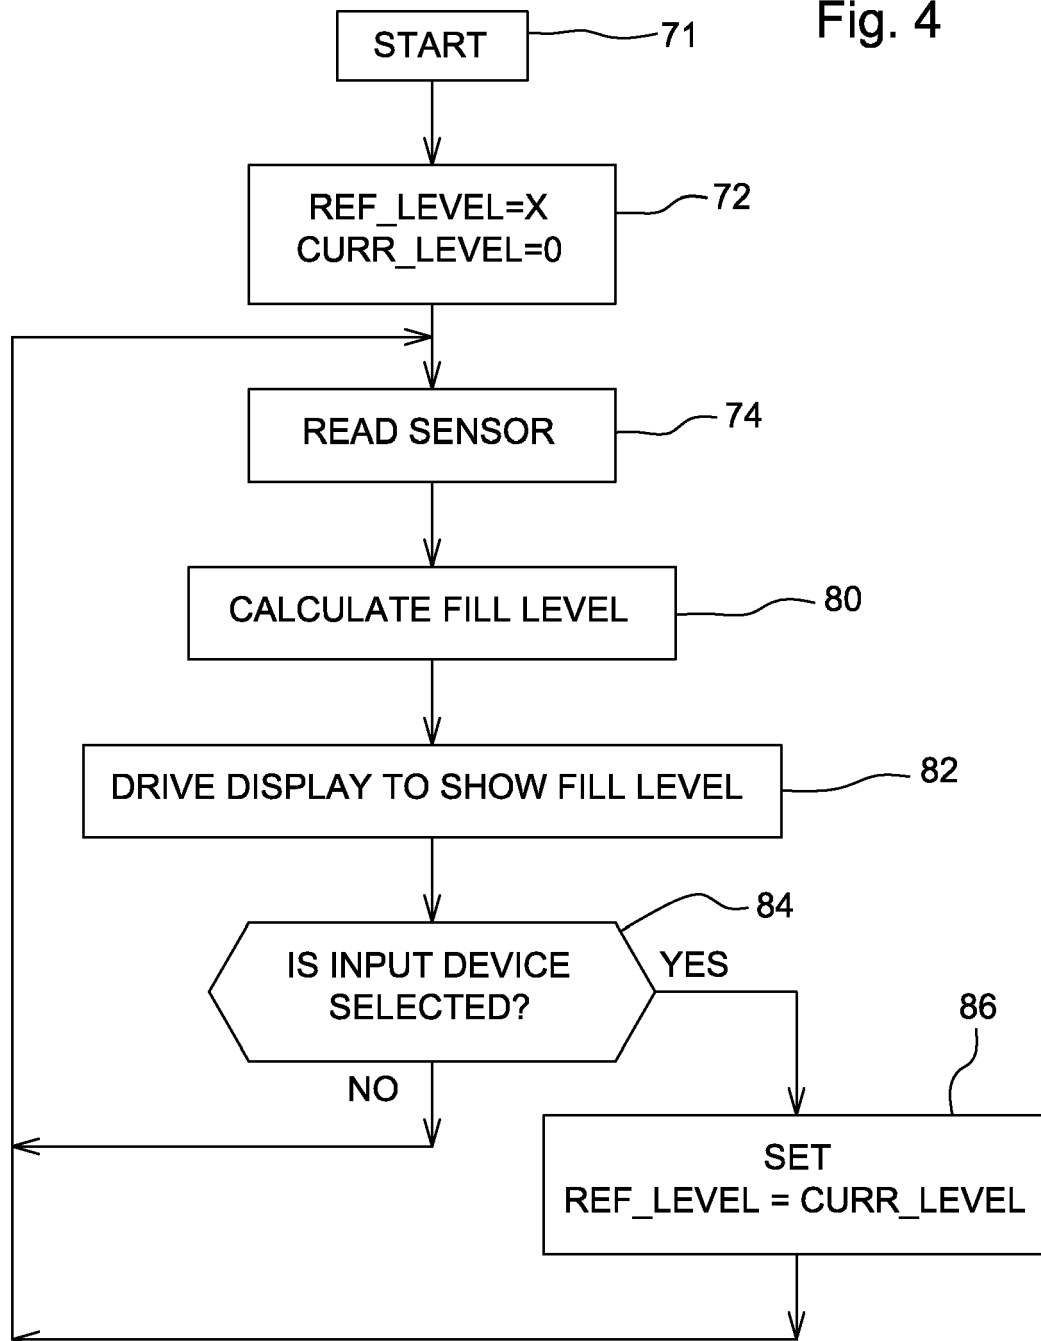 Fig. 4
START
71
REF_LEVEL=X
CURR_LEVEL=0
72
READ SENSOR
74
CALCULATE FILL LEVEL
80
DRIVE DISPLAY TO SHOW FILL LEVEL
82
IS INPUT DEVICE
SELECTED?
84
YES
NO
86
SET
REF_LEVEL = CURR_LEVEL